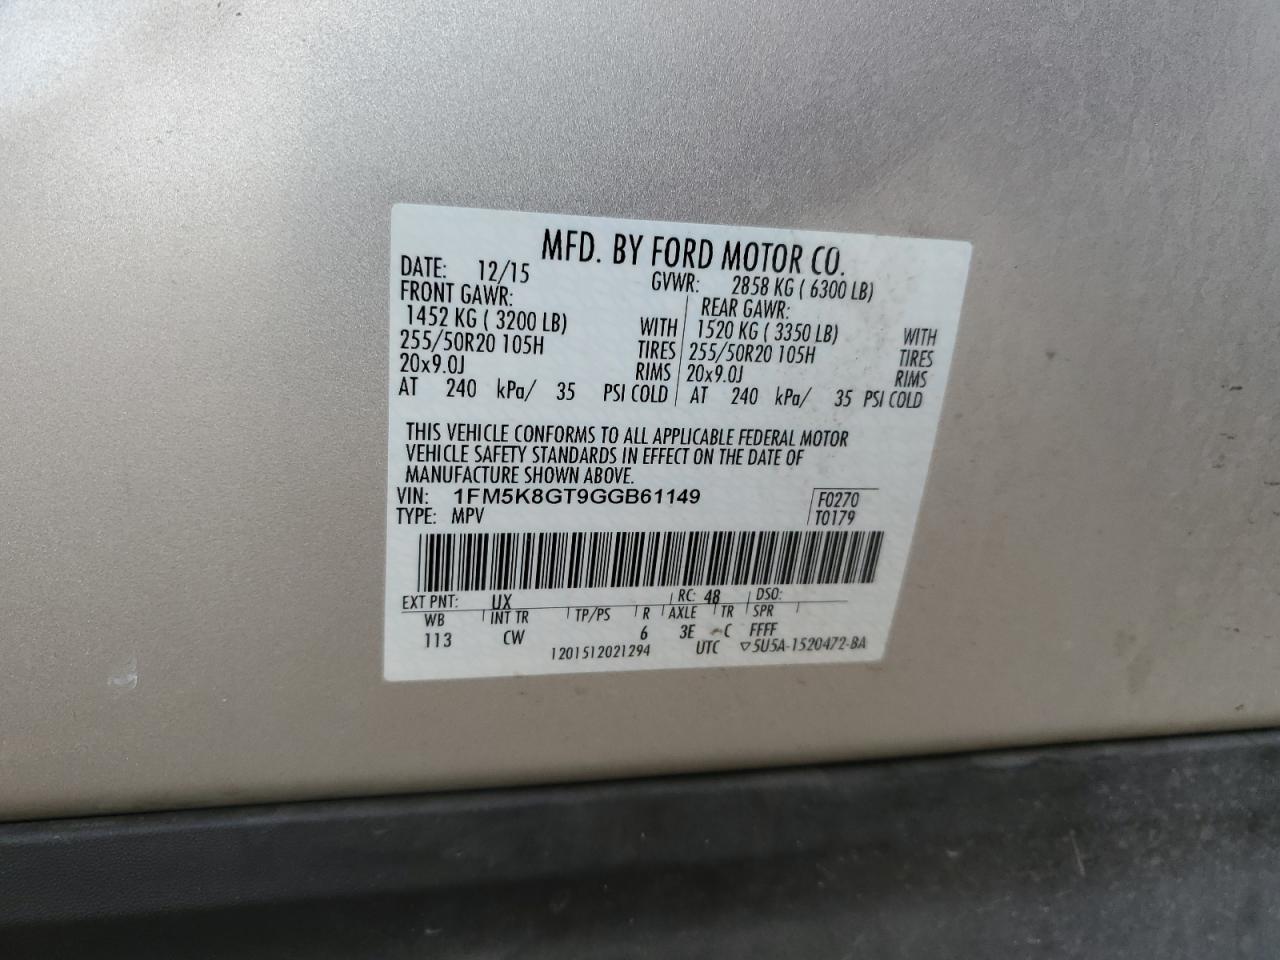 MFD. BY FORD MOTOR CO.
DATE: 12/15 GVWR: 2858 KG ( 6300 LB)
FRONT GAWR: REAR GAWR:
1452 KG ( 3200 LB) WITH 1520 KG ( 3350 LB) WITH
255/50R20 105H TIRES 255/50R20 105H TIRES
20x9.0J RIMS 20x9.0J RIMS
AT 240 kPa/ 35 PSI COLD AT 240 kPa/ 35 PSI COLD
THIS VEHICLE CONFORMS TO ALL APPLICABLE FEDERAL MOTOR
VEHICLE SAFETY STANDARDS IN EFFECT ON THE DATE OF
MANUFACTURE SHOWN ABOVE.
VIN: 1FM5K8GT9GGB61149 F0270
TYPE: MPV T0179
EXT PNT: UX RC: 48 DSO:
WB INT TR TP/PS R AXLE TR SPR
113 CW 6 3E C FFFF
1201512021294 UTC ▽5U5A-1520472-BA